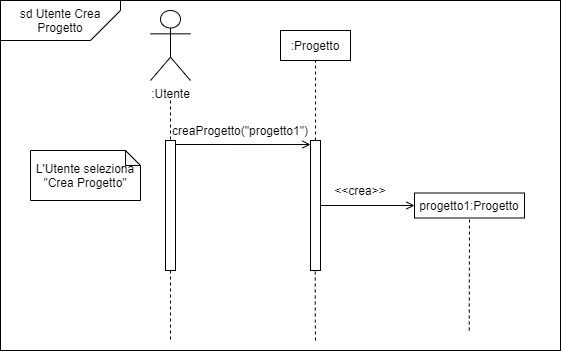 sd Utente Crea
Progetto
:Progetto
:Utente
creaProgetto("progetto1")
L'Utente seleziona
"Crea Progetto"
<<crea>>
progetto1:Progetto